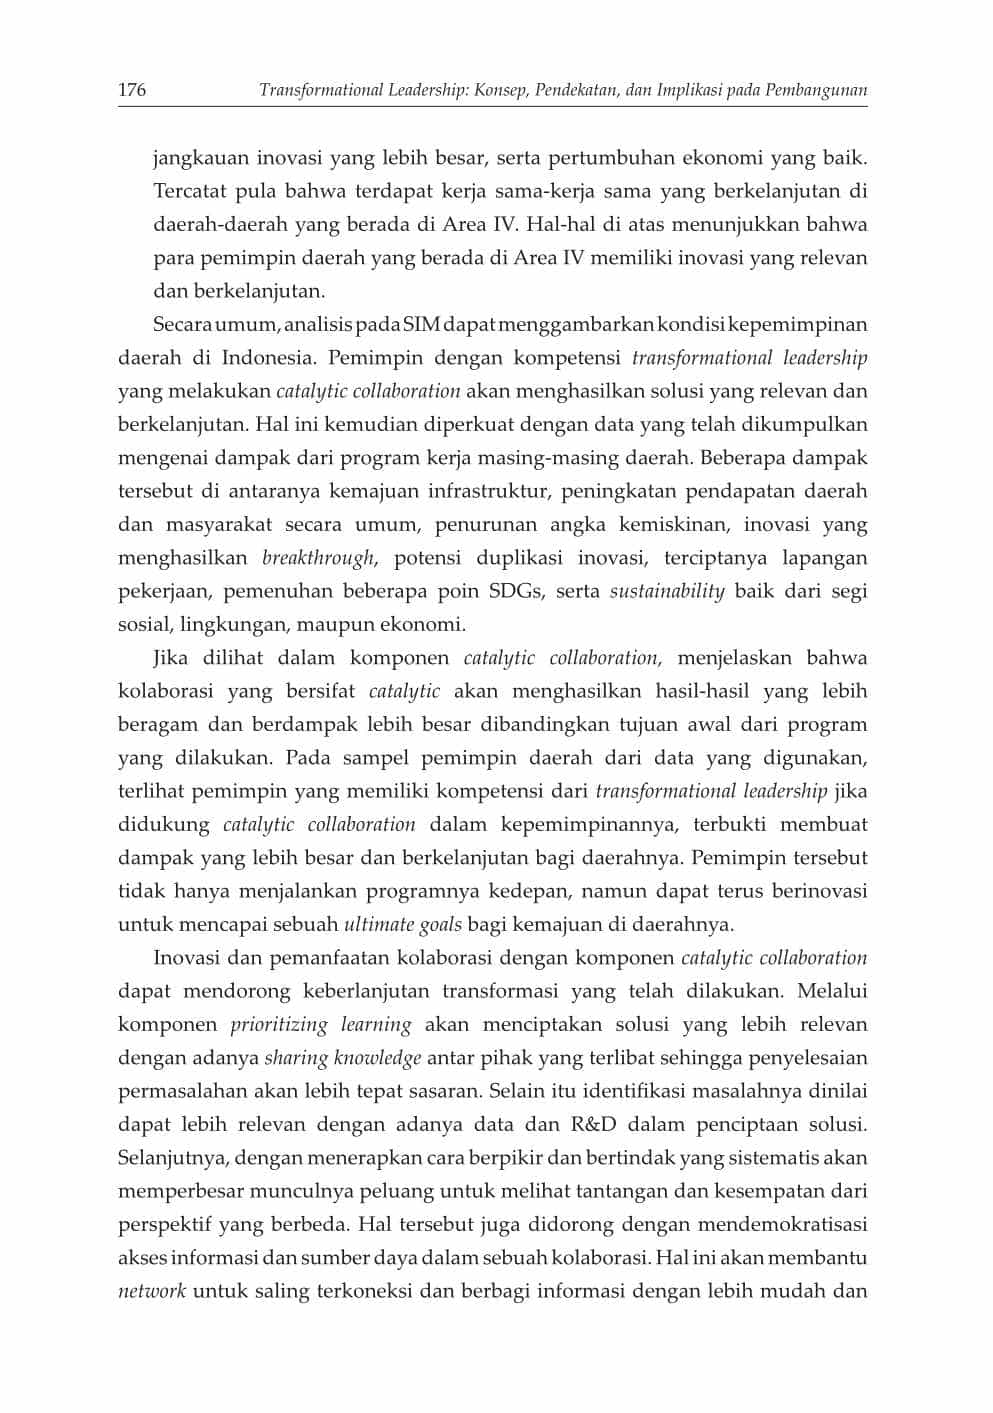 176 Transformational Leadership: Konsep, Pendekatan, dan Implikasi pada Pembangunan
jangkauan inovasi yang lebih besar, serta pertumbuhan ekonomi yang baik.
Tercatat pula bahwa terdapat kerja sama-kerja sama yang berkelanjutan di
daerah-daerah yang berada di Area IV. Hal-hal di atas menunjukkan bahwa
para pemimpin daerah yang berada di Area IV memiliki inovasi yang relevan
dan berkelanjutan.
Secara umum, analisis pada SIM dapat menggambarkan kondisi kepemimpinan
daerah di Indonesia. Pemimpin dengan kompetensi transformational leadership
yang melakukan catalytic collaboration akan menghasilkan solusi yang relevan dan
berkelanjutan. Hal ini kemudian diperkuat dengan data yang telah dikumpulkan
mengenai dampak dari program kerja masing-masing daerah. Beberapa dampak
tersebut di antaranya kemajuan infrastruktur, peningkatan pendapatan daerah
dan masyarakat secara umum, penurunan angka kemiskinan, inovasi yang
menghasilkan breakthrough, potensi duplikasi inovasi, terciptanya lapangan
pekerjaan, pemenuhan beberapa poin SDGs, serta sustainability baik dari segi
sosial, lingkungan, maupun ekonomi.
Jika dilihat dalam komponen catalytic collaboration, menjelaskan bahwa
kolaborasi yang bersifat catalytic akan menghasilkan hasil-hasil yang lebih
beragam dan berdampak lebih besar dibandingkan tujuan awal dari program
yang dilakukan. Pada sampel pemimpin daerah dari data yang digunakan,
terlihat pemimpin yang memiliki kompetensi dari transformational leadership jika
didukung catalytic collaboration dalam kepemimpinannya, terbukti membuat
dampak yang lebih besar dan berkelanjutan bagi daerahnya. Pemimpin tersebut
tidak hanya menjalankan programnya kedepan, namun dapat terus berinovasi
untuk mencapai sebuah ultimate goals bagi kemajuan di daerahnya.
Inovasi dan pemanfaatan kolaborasi dengan komponen catalytic collaboration
dapat mendorong keberlanjutan transformasi yang telah dilakukan. Melalui
komponen prioritizing learning akan menciptakan solusi yang lebih relevan
dengan adanya sharing knowledge antar pihak yang terlibat sehingga penyelesaian
permasalahan akan lebih tepat sasaran. Selain itu identifikasi masalahnya dinilai
dapat lebih relevan dengan adanya data dan R&D dalam penciptaan solusi.
Selanjutnya, dengan menerapkan cara berpikir dan bertindak yang sistematis akan
memperbesar munculnya peluang untuk melihat tantangan dan kesempatan dari
perspektif yang berbeda. Hal tersebut juga didorong dengan mendemokratisasi
akses informasi dan sumber daya dalam sebuah kolaborasi. Hal ini akan membantu
network untuk saling terkoneksi dan berbagi informasi dengan lebih mudah dan